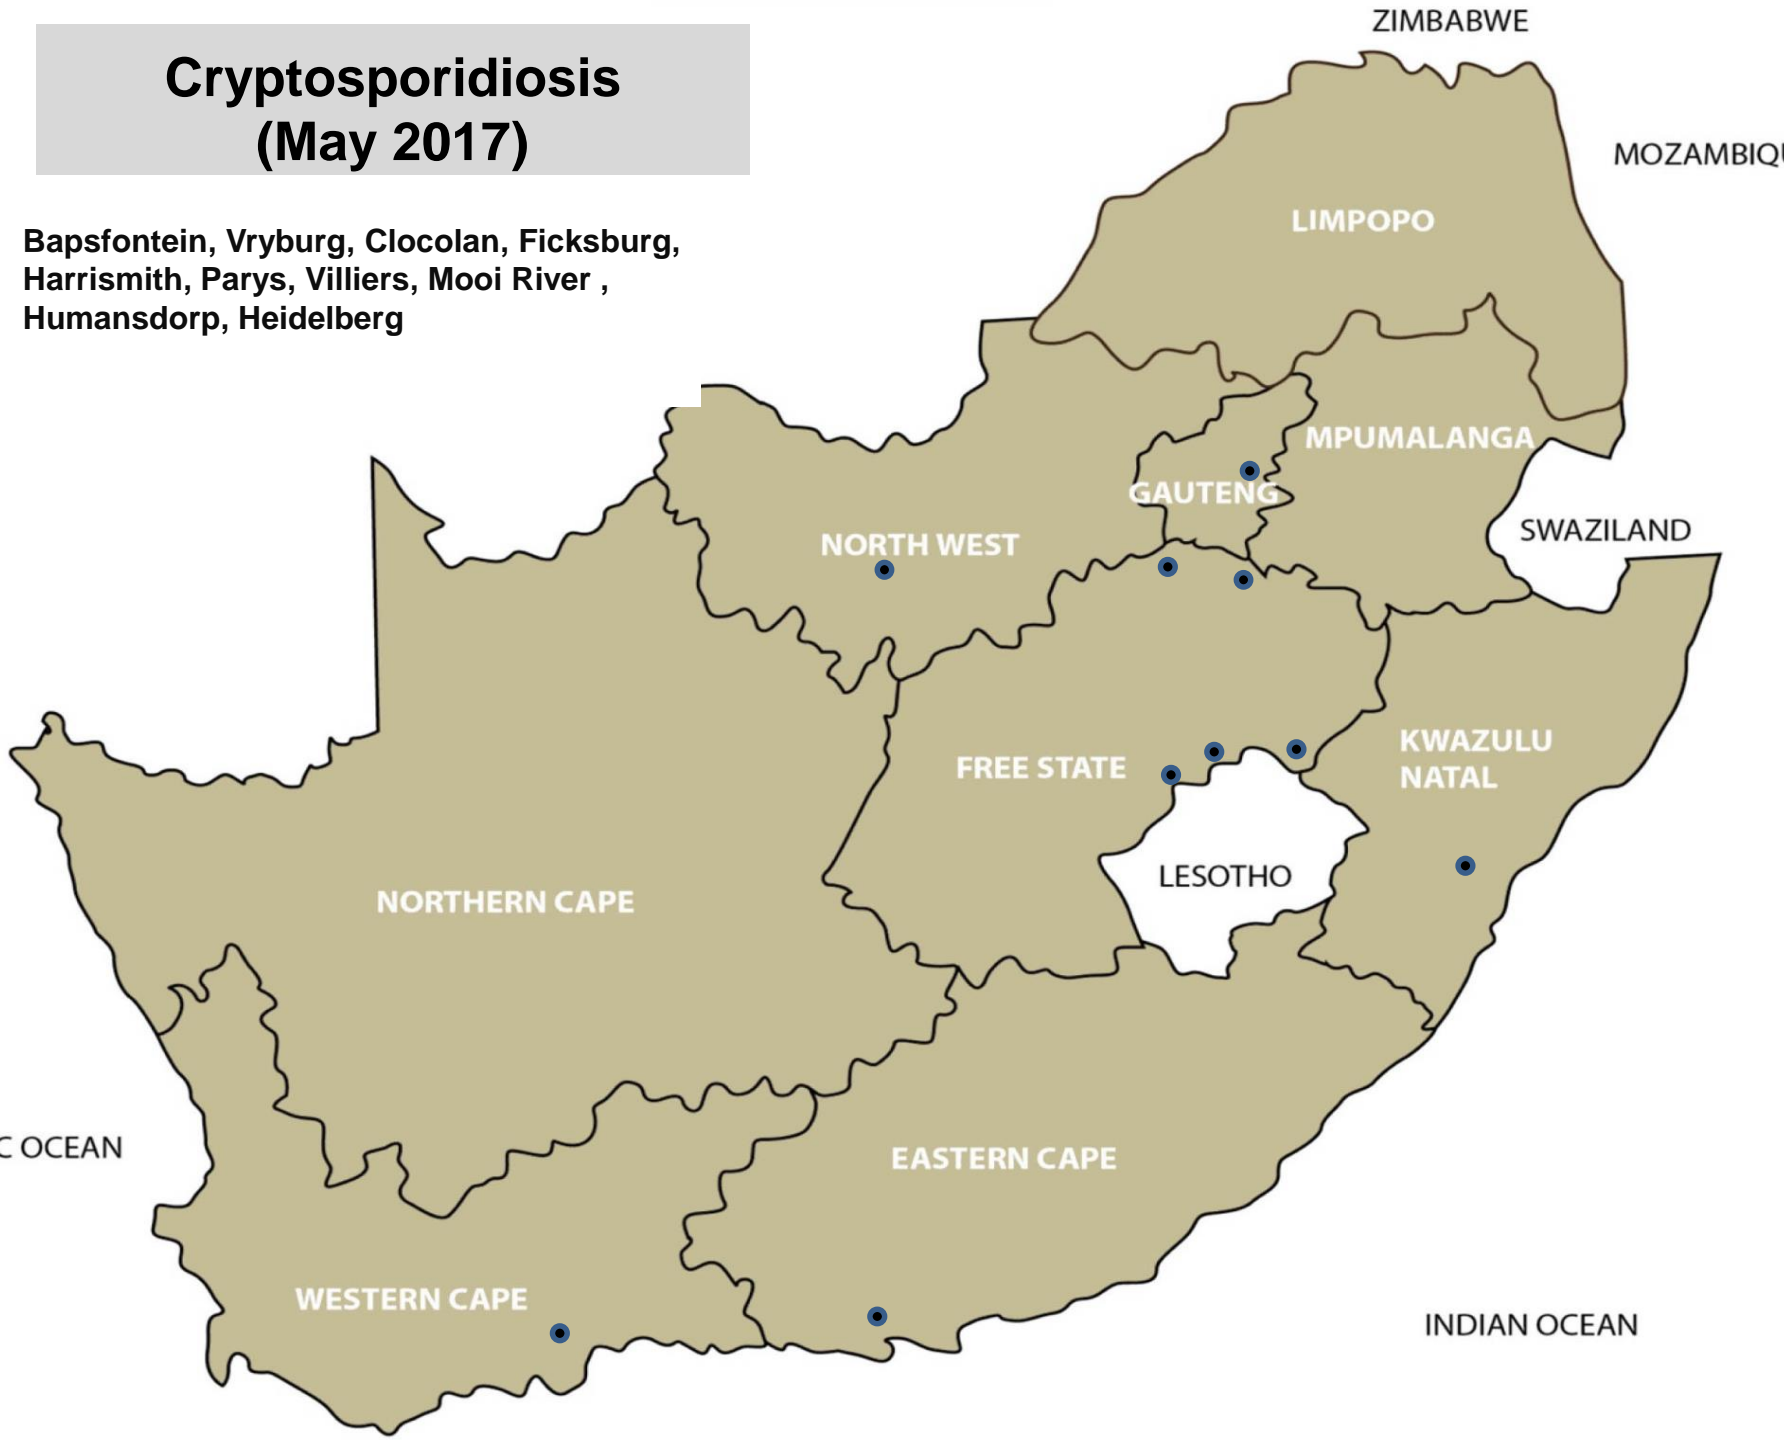 Cryptosporidiosis
(May 2017)
Bapsfontein, Vryburg, Clocolan, Ficksburg,
Harrismith, Parys, Villiers, Mooi River ,
Humansdorp, Heidelberg
ZIMBABWE
MOZAMBIQU
LIMPOPO
MPUMALANGA
GAUTENG
SWAZILAND
NORTH WEST
KWAZULU
NATAL
FREE STATE
LESOTHO
NORTHERN CAPE
C OCEAN
EASTERN CAPE
WESTERN CAPE
INDIAN OCEAN